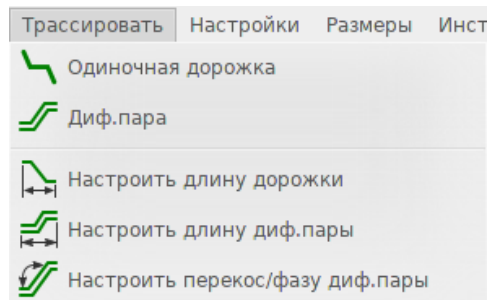 Трассировать Настройки Размеры Инст
Одиночная дорожка
Диф.пара
Настроить длину дорожки
Настроить длину диф.пары
Настроить перекос/фазу диф.пары